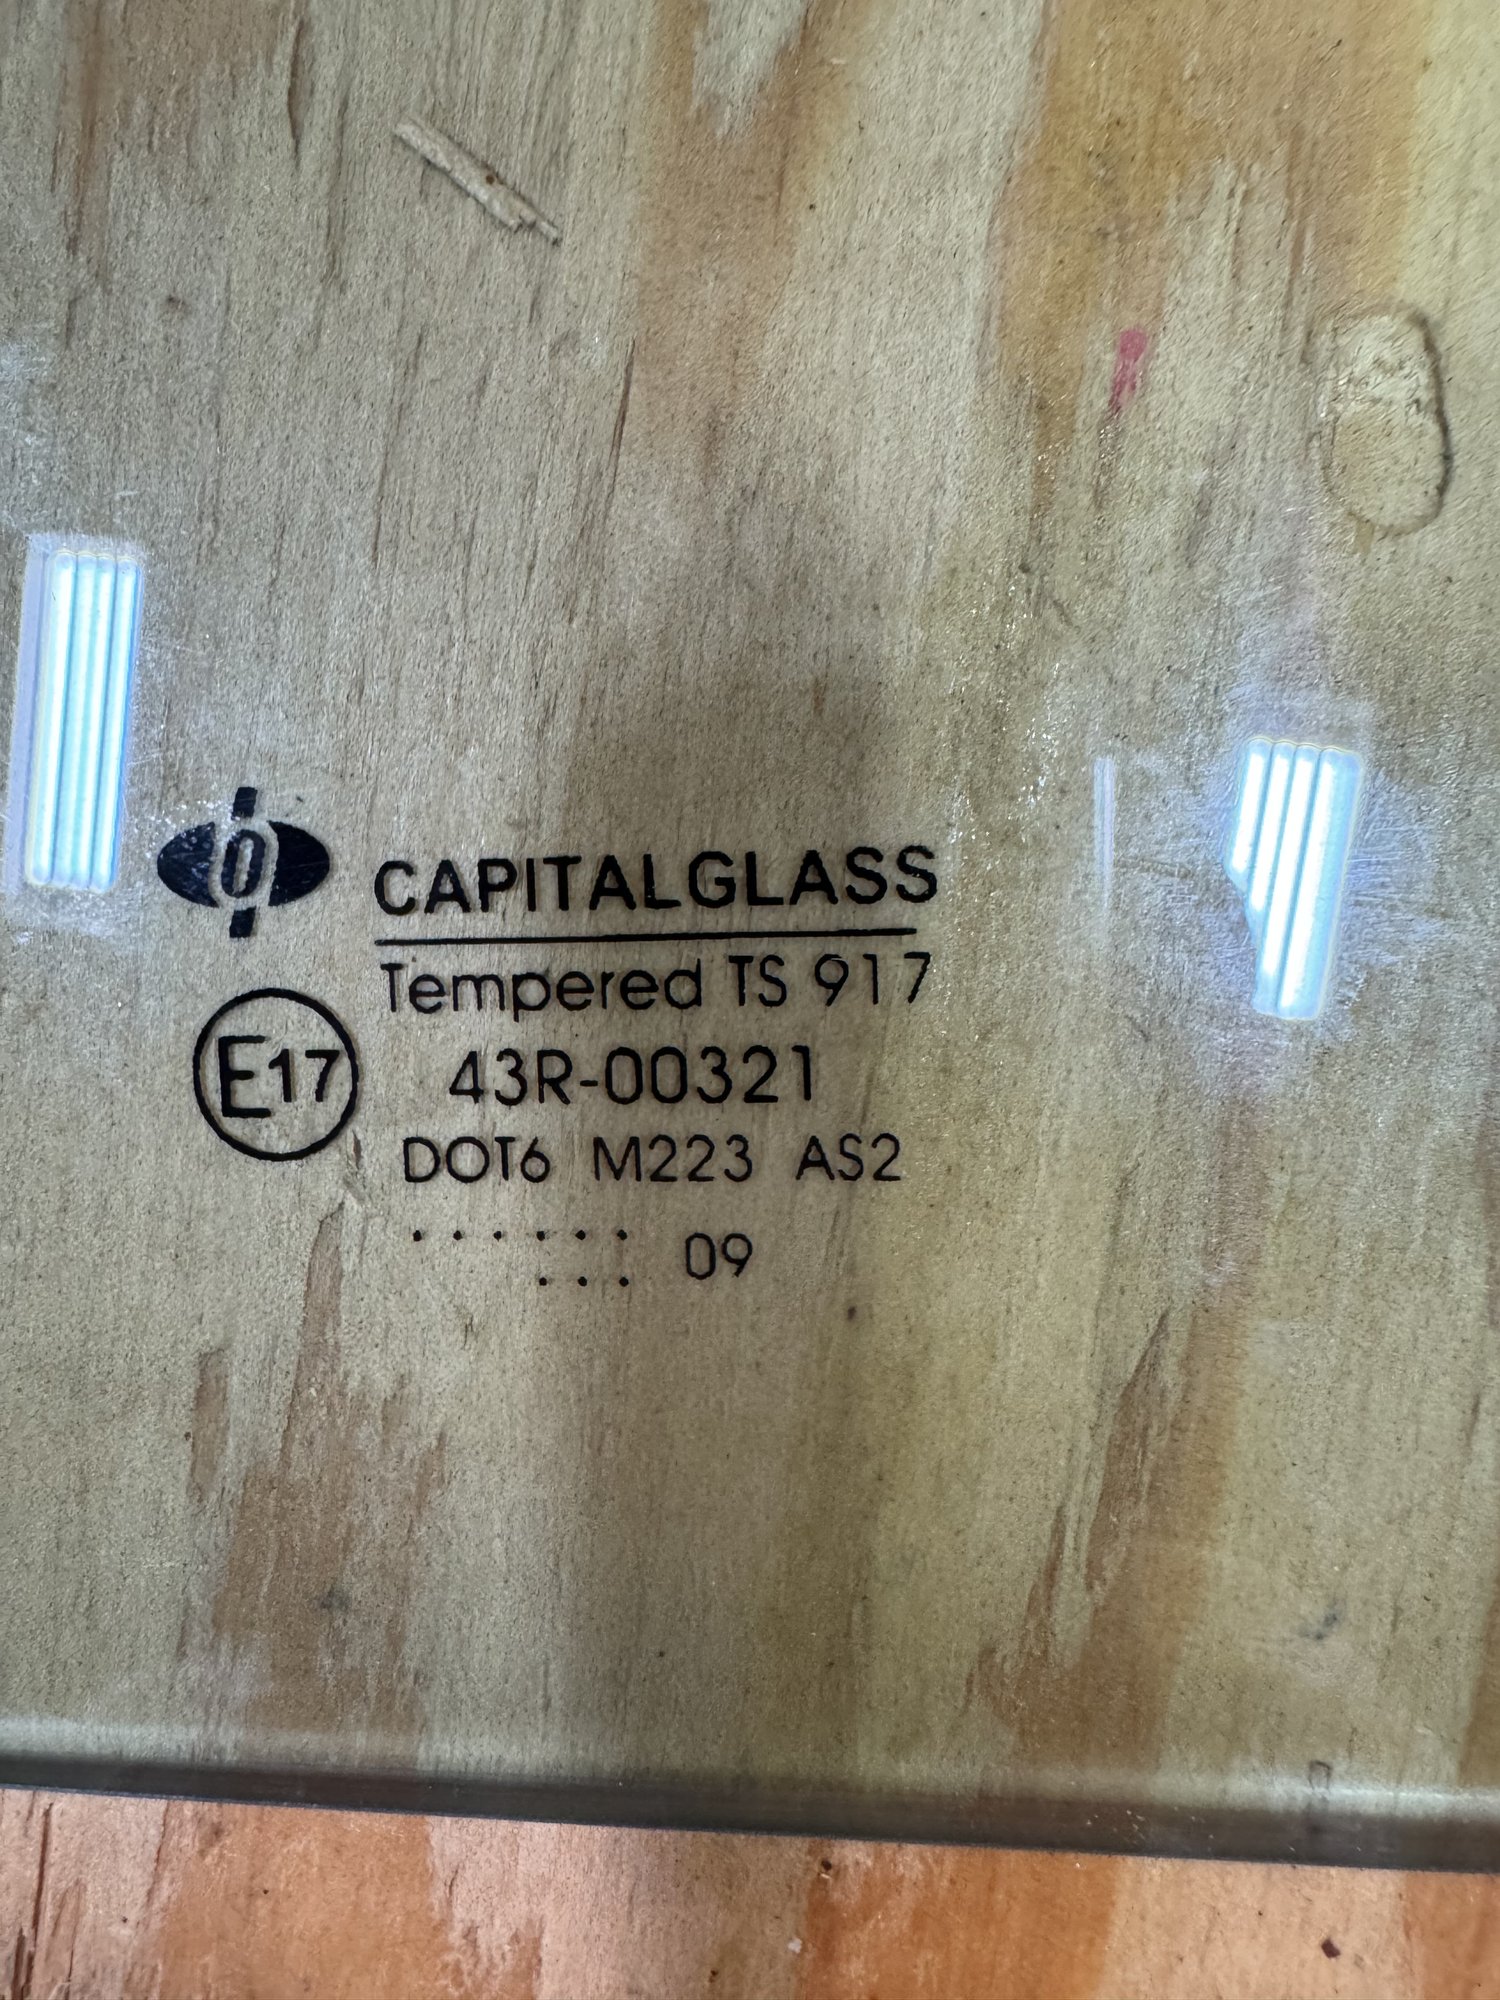 CAPITALGLASS
Tempered TS 917
E17 43R-00321
DOT6 M223 AS2
09